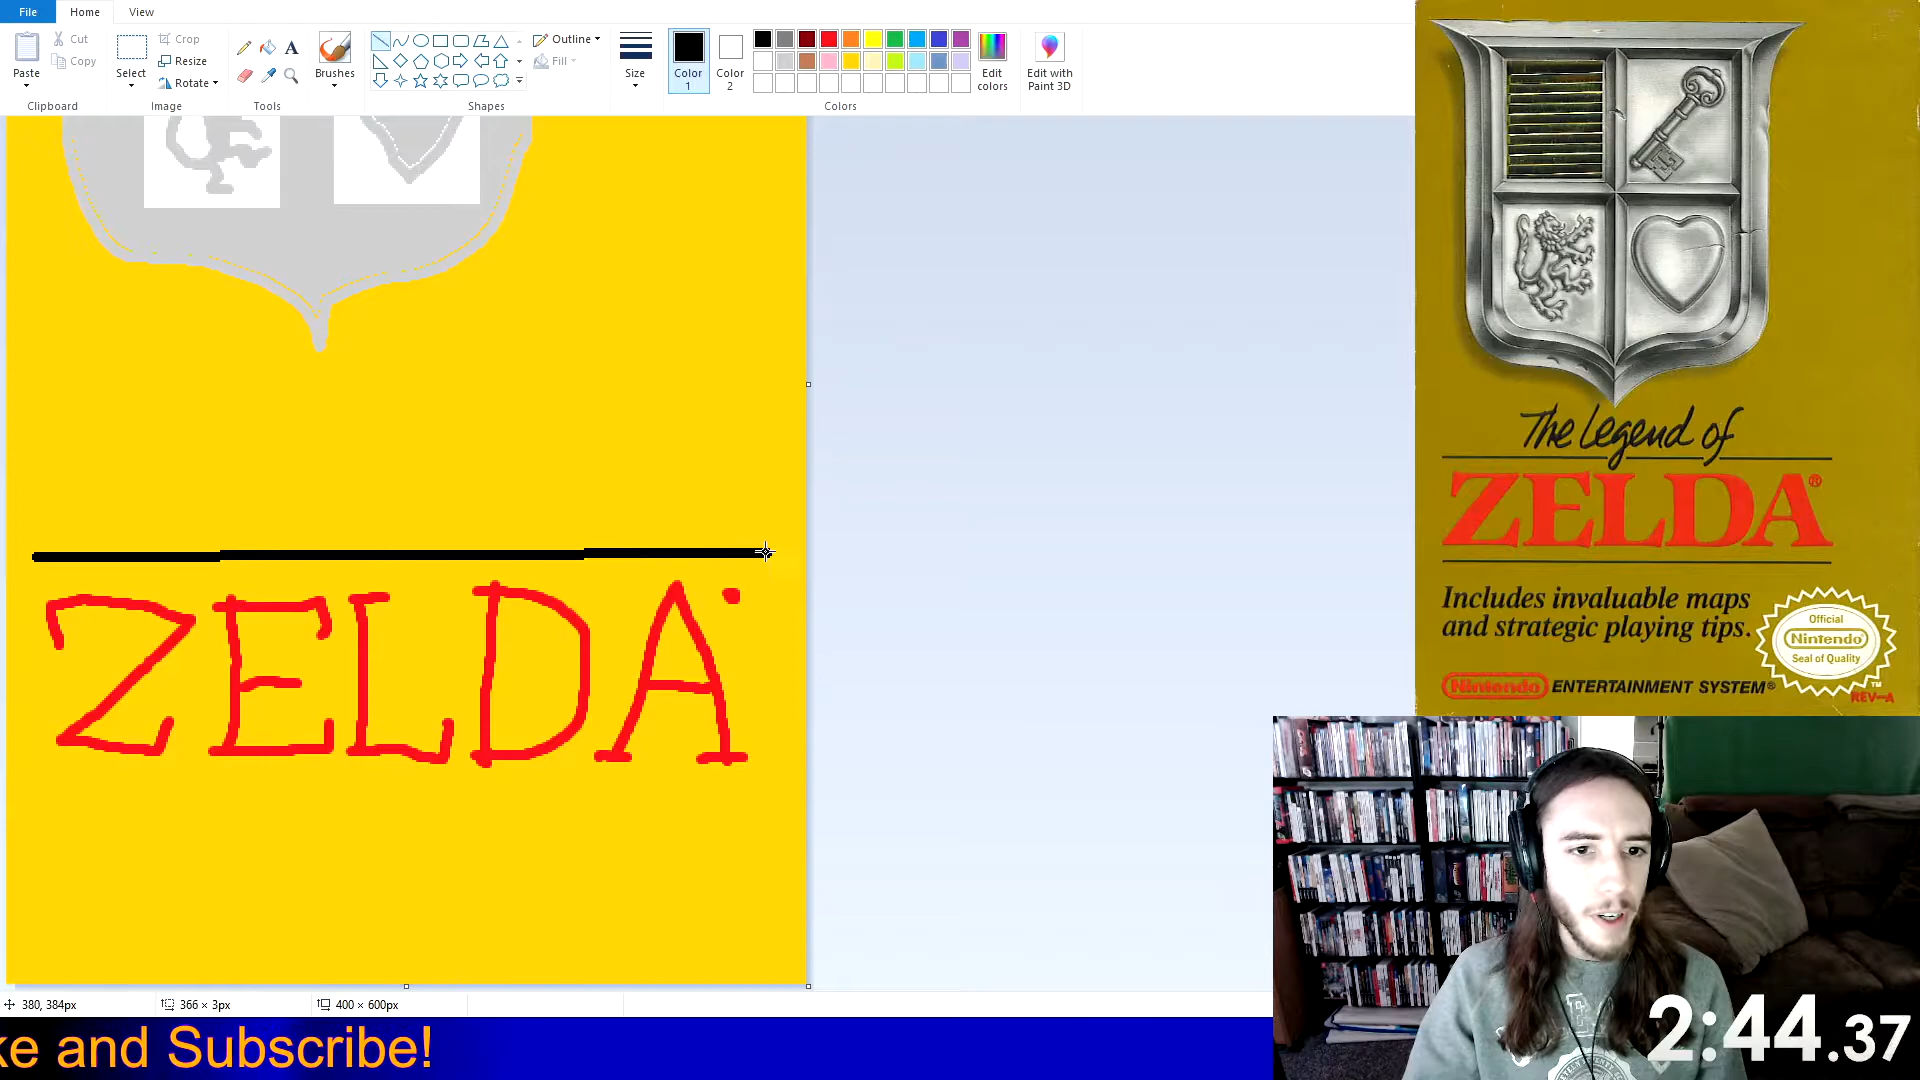 File Home View
Cut
Copy
Paste
Clipboard
Select
Crop
Resize
Rotate
Image
Tools
Brushes
Shapes
Outline
Fill
Size
Color 1
Color 2
Colors
Edit colors
Edit with Paint 3D
ZELDA
380, 384px
366 × 3px
400 × 600px
ke and Subscribe!
The Legend of
ZELDA®
Includes invaluable maps
and strategic playing tips.
Official
Nintendo
Seal of Quality
TM
Nintendo ENTERTAINMENT SYSTEM®
REV-A
2:44.37